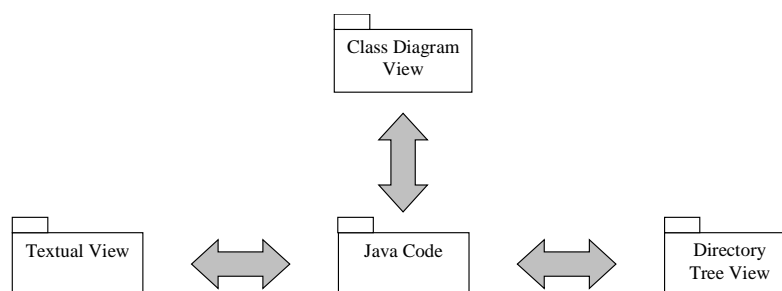 Class Diagram
View
Textual View
Java Code
Directory
Tree View